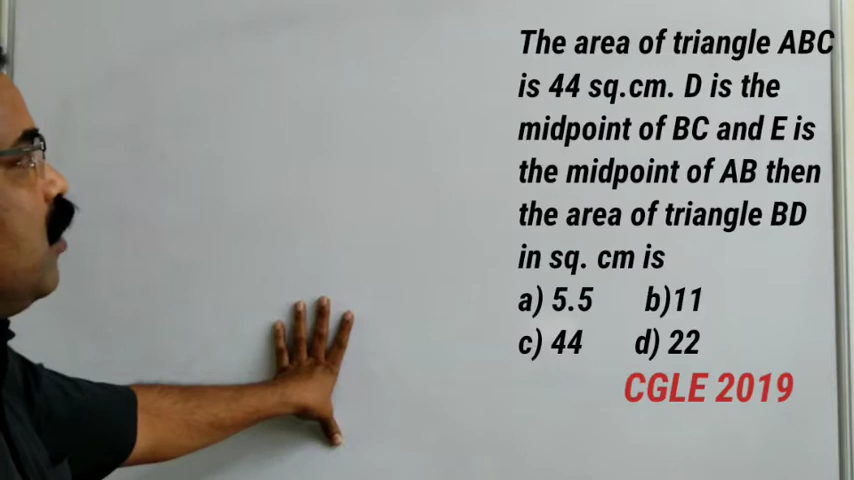 The area of triangle ABC
is 44 sq.cm. D is the
midpoint of BC and E is
the midpoint of AB then
the area of triangle BD
in sq. cm is
a) 5.5 b)11
c) 44 d) 22
CGLE 2019